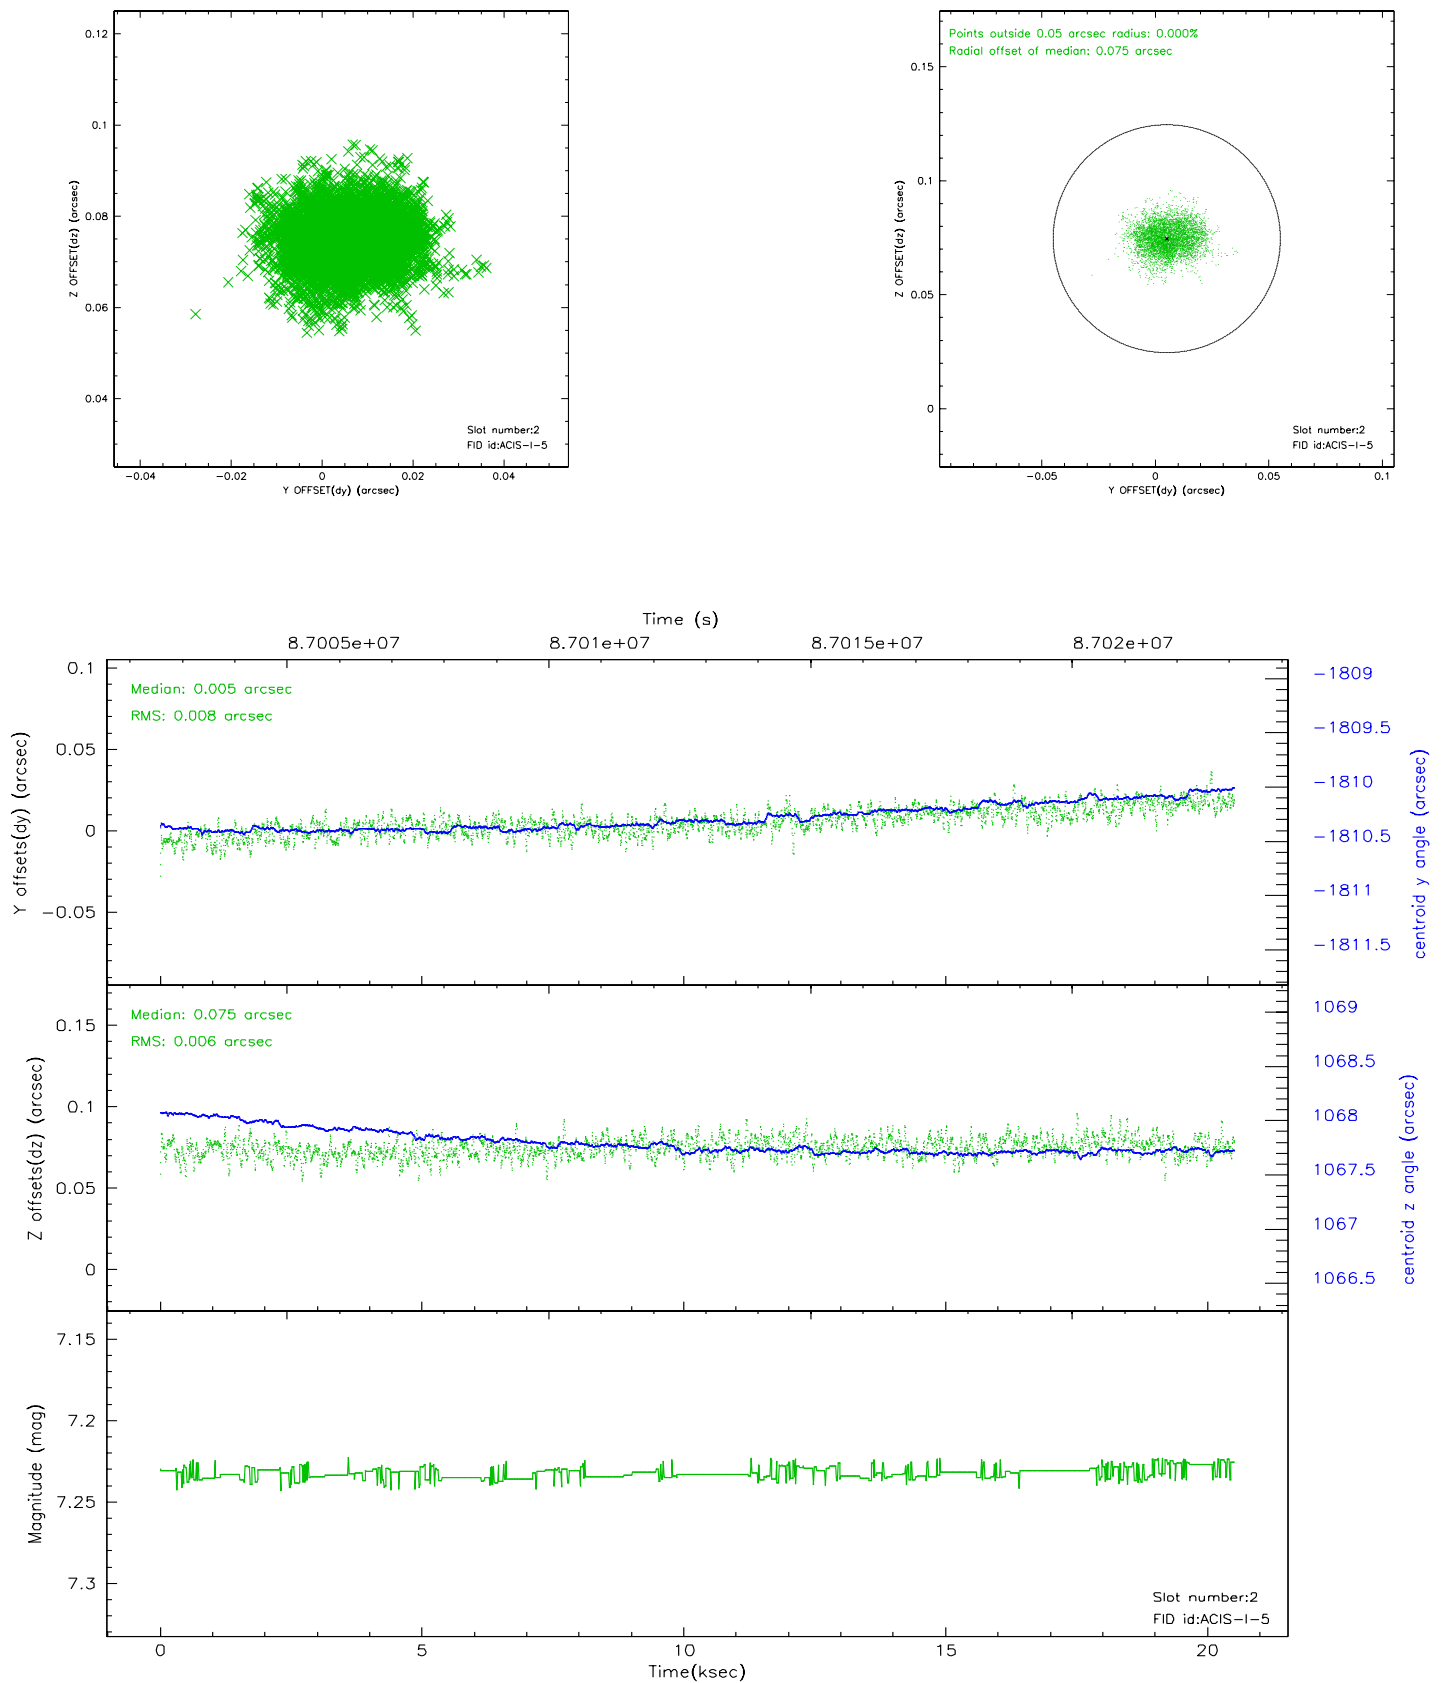 0.12
0.1
0.08
0.06
0.04
Z OFFSET(dz) (arcsec)
Slot number:2
FID id:ACIS-I-5
-0.04 -0.02 0 0.02 0.04
Y OFFSET(dy) (arcsec)
Points outside 0.05 arcsec radius: 0.000%
Radial offset of median: 0.075 arcsec
0.15
0.1
0.05
0
Z OFFSET(dz) (arcsec)
Slot number:2
FID id:ACIS-I-5
-0.05 0 0.05 0.1
Y OFFSET(dy) (arcsec)
Time (s)
8.7005e+07 8.701e+07 8.7015e+07 8.702e+07
Median: 0.005 arcsec
RMS: 0.008 arcsec
0.1
0.05
0
-0.05
Y offsets(dy) (arcsec)
-1809
-1809.5
-1810
-1810.5
-1811
-1811.5
centroid y angle (arcsec)
Median: 0.075 arcsec
RMS: 0.006 arcsec
0.15
0.1
0.05
0
Z offsets(dz) (arcsec)
1069
1068.5
1068
1067.5
1067
1066.5
centroid z angle (arcsec)
7.15
7.2
7.25
7.3
Magnitude (mag)
Slot number:2
FID id:ACIS-I-5
0 5 10 15 20
Time(ksec)